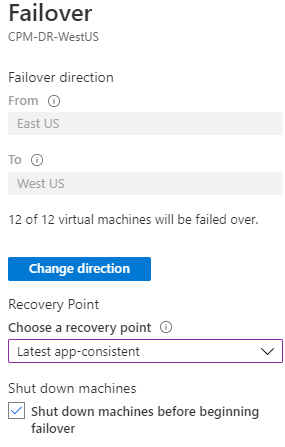 Failover
CPM-DR-WestUS
Failover direction
From
East US
To
West US
12 of 12 virtual machines will be failed over.
Change direction
Recovery Point
Choose a recovery point
Latest app-consistent
Shut down machines
Shut down machines before beginning
failover